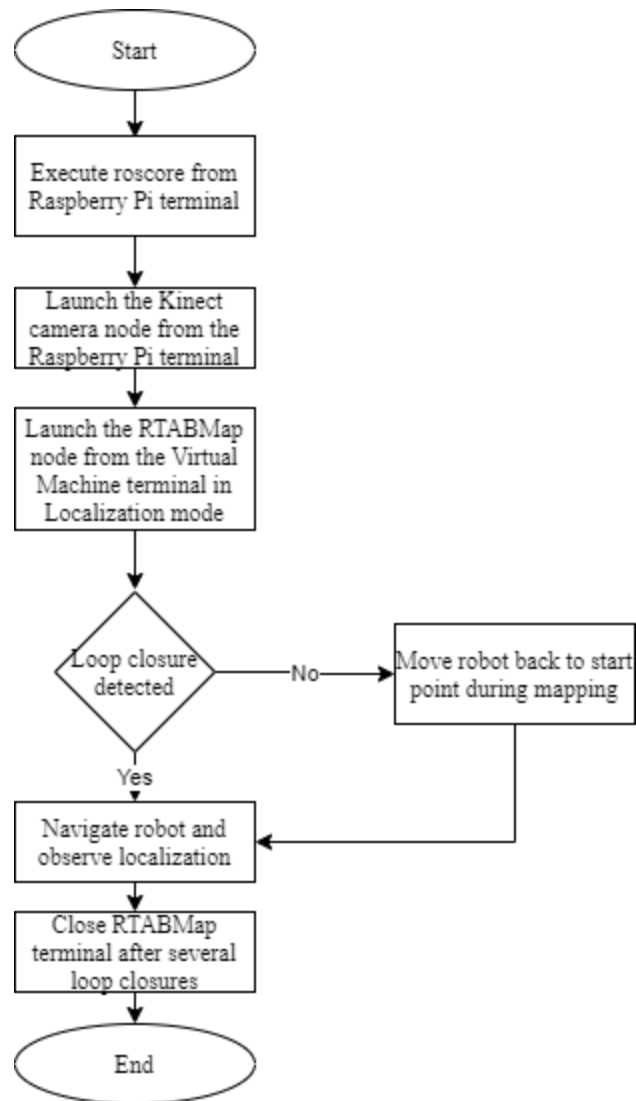 Start
Execute roscore from
Raspberry Pi terminal
Launch the Kinect
camera node from the
Raspberry Pi terminal
Launch the RTABMap
node from the Virtual
Machine terminal in
Localization mode
Loop closure
detected
No
Move robot back to start
point during mapping
Yes
Navigate robot and
observe localization
Close RTABMap
terminal after several
loop closures
End